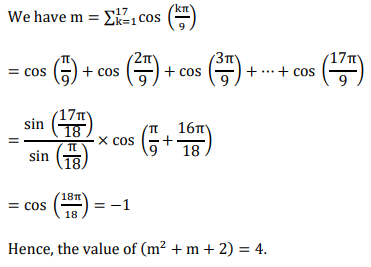 We have m = ∑₍ₖ₌₁₎¹⁷ cos (kπ/9)
= cos (π/9) + cos (2π/9) + cos (3π/9) + ⋯ + cos (17π/9)
= sin (17π/18) / sin (π/18) × cos (π/9 + 16π/18)
= cos (18π/18) = −1
Hence, the value of (m² + m + 2) = 4.